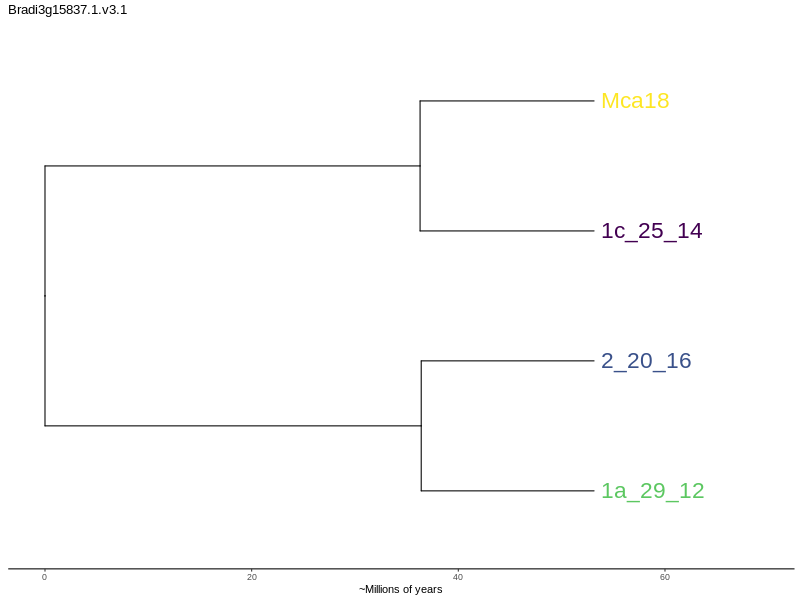 Bradi3g15837.1.v3.1
Mca18
1c_25_14
2_20_16
1a_29_12
0 20 40 60
~Millions of years